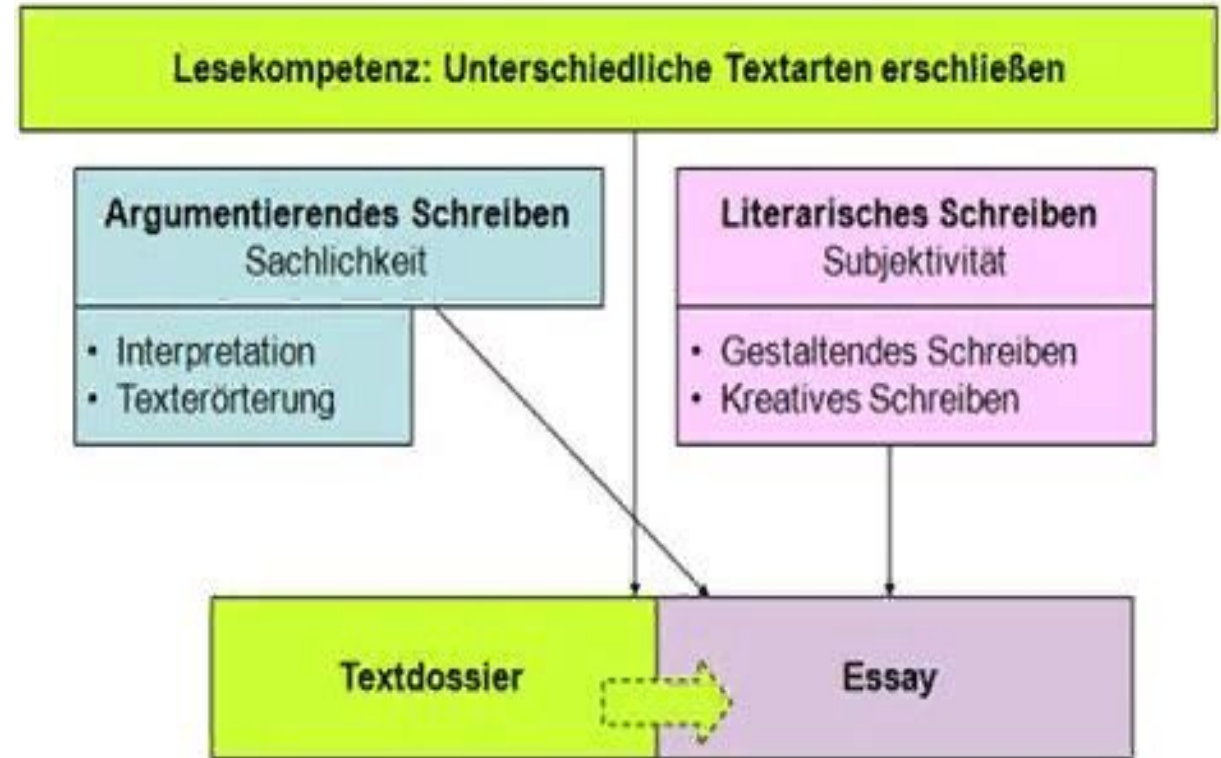 Lesekompetenz: Unterschiedliche Textarten erschließen
Argumentierendes Schreiben
Sachlichkeit
• Interpretation
• Texterörterung
Literarisches Schreiben
Subjektivität
• Gestaltendes Schreiben
• Kreatives Schreiben
Textdossier
Essay